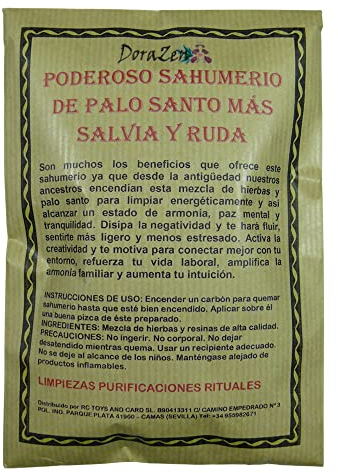 DoraZen
PODEROSO SAHUMERIO
DE PALO SANTO MÁS
SALVIA Y RUDA
Son muchos los beneficios que ofrece este
sahumerio ya que desde la antigüedad nuestros
ancestros encendían esta mezcla de hierbas y
palo santo para limpiar energéticamente y así
alcanzar un estado de armonía, paz mental y
tranquilidad. Disipa la negatividad y te hará fluir,
sentirte más ligero y menos estresado. Activa la
creatividad y te motiva para conectar mejor con tu
entorno, refuerza tu vida laboral, amplifica la
armonía familiar y aumenta tu intuición.
INSTRUCCIONES DE USO: Encender un carbón para quemar
sahumerio hasta que esté bien encendido. Aplicar sobre él
una buena pizca de éste preparado.
INGREDIENTES: Mezcla de hierbas y resinas de alta calidad.
PRECAUCIONES: No ingerir. No corporal. No dejar
desatendido mientras quema. Usar un recipiente adecuado.
No se deje al alcance de los niños. Manténgase alejado de
productos inflamables.
LIMPIEZAS PURIFICACIONES RITUALES
Distribuido por RC TOYS AND CARD SL. B90413311 C/ CAMINO EMPEDRADO Nº 3
POL. IND. PARQUE PLATA 41900 – CAMAS (SEVILLA) Tel: +34 955982671